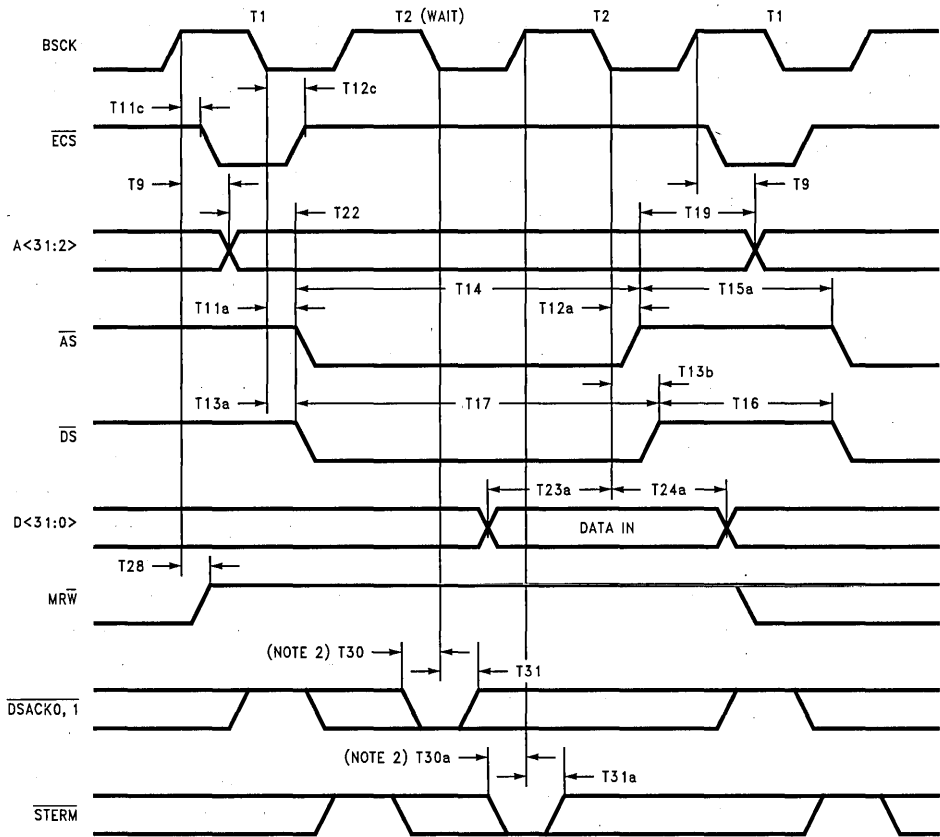 T1 T2 (WAIT) T2 T1
BSCK
T12c
T11c
ECS
T9 T9
T22 T19
A<31:2>
T14 T15a
T11a T12a
AS
T13b
T13a T17 T16
DS
T23a T24a
D<31:0> DATA IN
T28
MRW
(NOTE 2) T30 T31
DSACK0, 1
(NOTE 2) T30a T31a
STERM